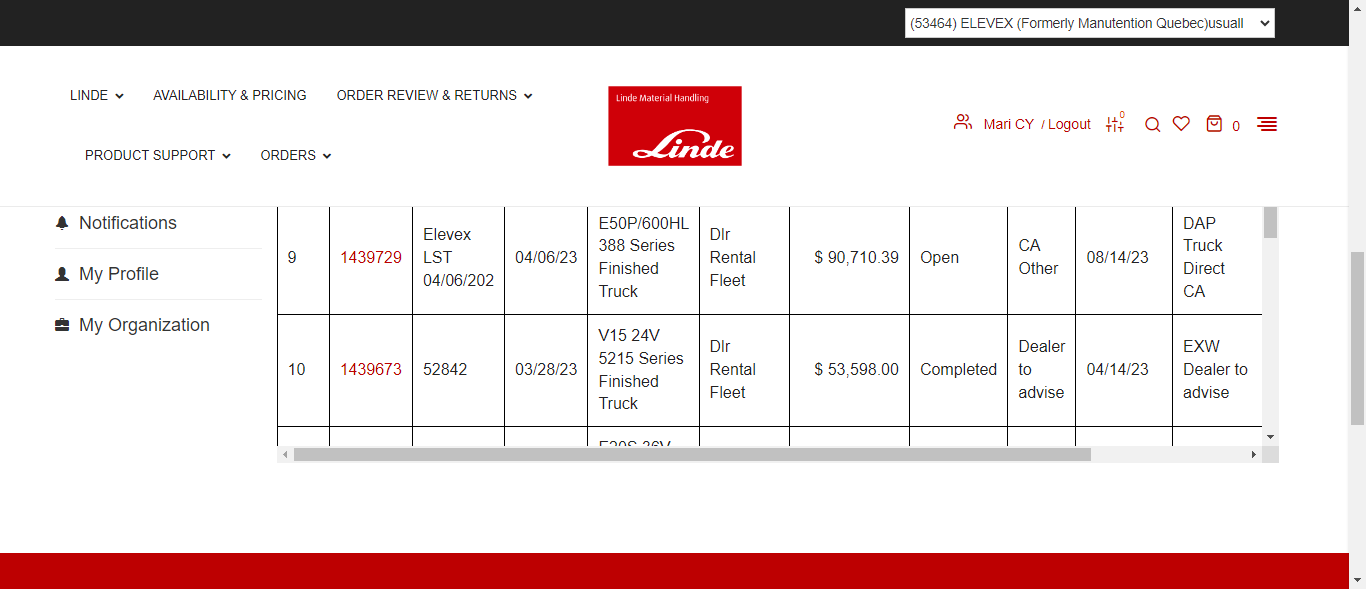 (53464) ELEVEX (Formerly Manutention Quebec)usuall
LINDE
AVAILABILITY & PRICING
ORDER REVIEW & RETURNS
PRODUCT SUPPORT
ORDERS
Linde Material Handling
Linde
Mari CY / Logout
0
0
Notifications
My Profile
My Organization
9
1439729
Elevex
LST
04/06/202
04/06/23
E50P/600HL
388 Series
Finished
Truck
Dlr
Rental
Fleet
$ 90,710.39
Open
CA
Other
08/14/23
DAP
Truck
Direct
CA
10
1439673
52842
03/28/23
V15 24V
5215 Series
Finished
Truck
Dlr
Rental
Fleet
$ 53,598.00
Completed
Dealer
to
advise
04/14/23
EXW
Dealer to
advise